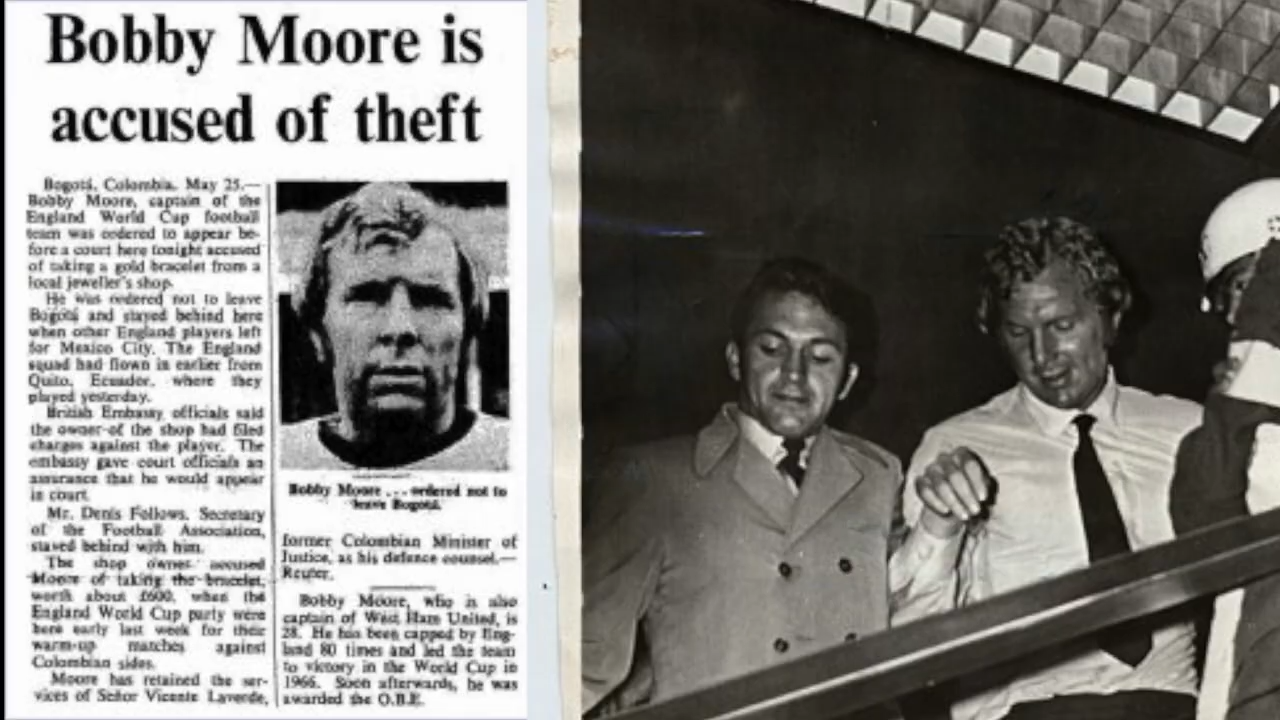 Bobby Moore is
accused of theft
Bogotá, Colombia, May 25.—
Bobby Moore, captain of the
England World Cup football
team was ordered to appear be-
fore a court here tonight accused
of taking a gold bracelet from a
local jeweller's shop.
He was ordered not to leave
Bogotá and stayed behind here
when other England players left
for Mexico City. The England
squad had flown in earlier from
Quito, Ecuador, where they
played yesterday.
British Embassy officials said
the owner of the shop had filed
charges against the player. The
embassy gave court officials an
assurance that he would appear
in court.
Mr. Denis Follows, Secretary
of the Football Association,
stayed behind with him.
The shop owner accused
Moore of taking the bracelet,
worth about £600, when the
England World Cup party were
here early last week for their
warm-up matches against
Colombian sides.
Moore has retained the ser-
vices of Señor Vicente Laverde,
Bobby Moore . . . ordered not to
leave Bogotá.
former Colombian Minister of
Justice, as his defence counsel.—
Reuter.
Bobby Moore, who is also
captain of West Ham United, is
28. He has been capped by Eng-
land 80 times and led the team
to victory in the World Cup in
1966. Soon afterwards, he was
awarded the O.B.E.